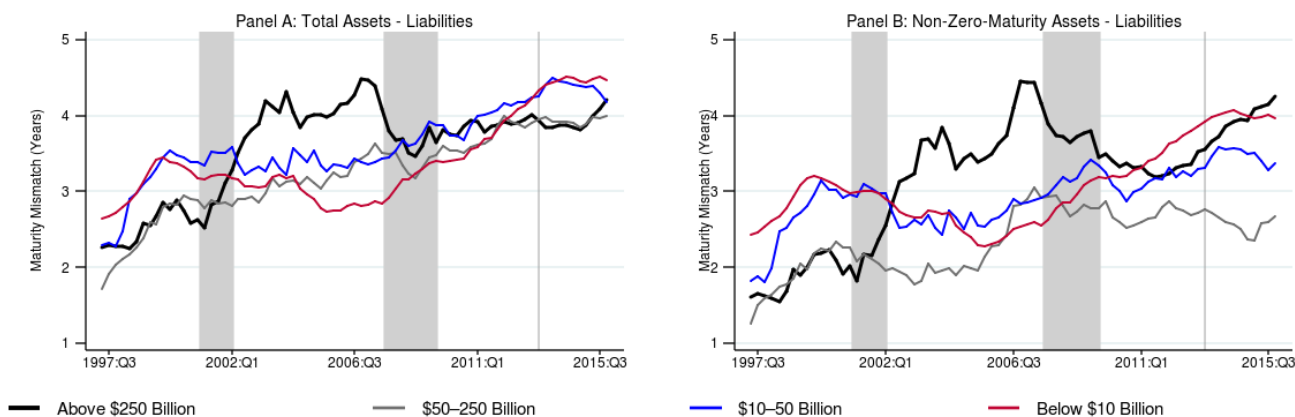 Panel A: Total Assets - Liabilities
Maturity Mismatch (Years)
5
4
3
2
1
1997:Q3
2002:Q1
2006:Q3
2011:Q1
2015:Q3
Panel B: Non-Zero-Maturity Assets - Liabilities
Maturity Mismatch (Years)
5
4
3
2
1
1997:Q3
2002:Q1
2006:Q3
2011:Q1
2015:Q3
Above $250 Billion
$50–250 Billion
$10–50 Billion
Below $10 Billion